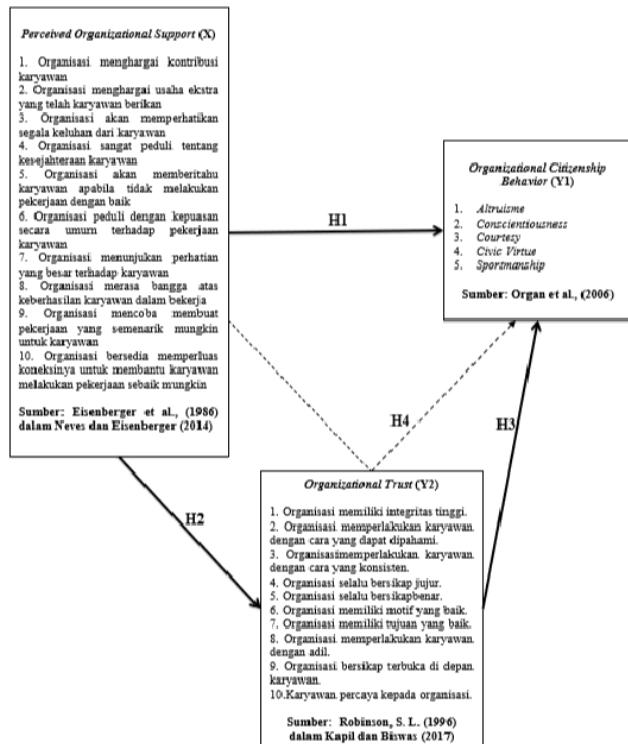 Perceived Organizational Support (X)
1. Organisasi menghargai kontribusi
karyawan
2. Organisasi menghargai usaha ekstra
yang telah karyawan berikan
3. Organisasi akan memperhatikan
segala keluhan dari karyawan
4. Organisasi sangat peduli tentang
kesejahteraan karyawan
5. Organisasi akan memberitahu
karyawan apabila tidak melakukan
pekerjaan dengan baik
6. Organisasi peduli dengan kepuasan
secara umum terhadap pekerjaan
karyawan
7. Organisasi menunjukan perhatian
yang besar terhadap karyawan
8. Organisasi merasa bangga atas
keberhasilan karyawan dalam bekerja
9. Organisasi mencoba membuat
pekerjaan yang semenarik mungkin
untuk karyawan
10. Organisasi bersedia memperluas
koneksinya untuk membantu karyawan
melakukan pekerjaan sebaik mungkin
Sumber: Eisenberger et al., (1986)
dalam Neves dan Eisenberger (2014)
H1
Organizational Citizenship
Behavior (Y1)
1. Altruisme
2. Conscientiousness
3. Courtesy
4. Civic Virtue
5. Sportmanship
Sumber: Organ et al., (2006)
H4
H3
H2
Organizational Trust (Y2)
1. Organisasi memiliki integritas tinggi.
2. Organisasi memperlakukan karyawan
dengan cara yang dapat dipahami.
3. Organisasimemperlakukan karyawan
dengan cara yang konsisten.
4. Organisasi selalu bersikap jujur.
5. Organisasi selalu bersikapbenar.
6. Organisasi memiliki motif yang baik.
7. Organisasi memiliki tujuan yang baik.
8. Organisasi memperlakukan karyawan
dengan adil.
9. Organisasi bersikap terbuka di depan
karyawan.
10.Karyawan percaya kepada organisasi.
Sumber: Robinson, S. L. (1996)
dalam Kapil dan Biswas (2017)